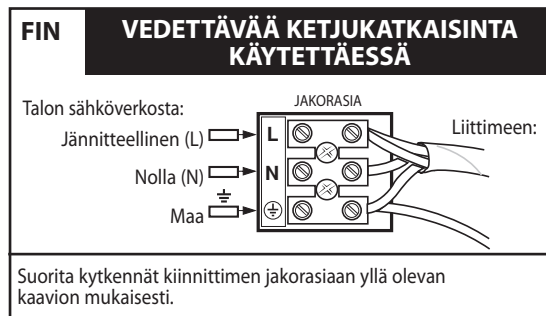 FIN
VEDETTÄVÄÄ KETJUKATKAISINTA
KÄYTETTÄESSÄ
JAKORASIA
Talon sähköverkosta:
Liittimeen:
Jännitteellinen (L)
L
Nolla (N)
N
Maa
Suorita kytkennät kiinnittimen jakorasiaan yllä olevan
kaavion mukaisesti.